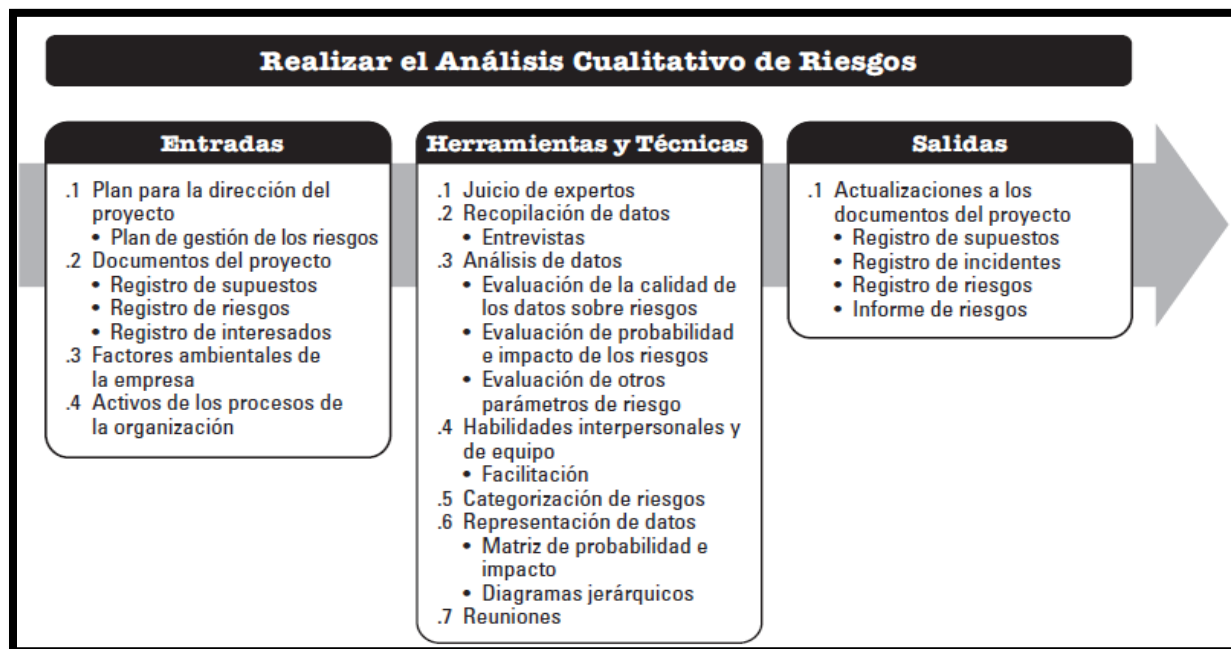 Realizar el Análisis Cualitativo de Riesgos
Entradas
.1 Plan para la dirección del
proyecto
• Plan de gestión de los riesgos
.2 Documentos del proyecto
• Registro de supuestos
• Registro de riesgos
• Registro de interesados
.3 Factores ambientales de
la empresa
.4 Activos de los procesos de
la organización
Herramientas y Técnicas
.1 Juicio de expertos
.2 Recopilación de datos
• Entrevistas
.3 Análisis de datos
• Evaluación de la calidad de
los datos sobre riesgos
• Evaluación de probabilidad
e impacto de los riesgos
• Evaluación de otros
parámetros de riesgo
.4 Habilidades interpersonales y
de equipo
• Facilitación
.5 Categorización de riesgos
.6 Representación de datos
• Matriz de probabilidad e
impacto
• Diagramas jerárquicos
.7 Reuniones
Salidas
.1 Actualizaciones a los
documentos del proyecto
• Registro de supuestos
• Registro de incidentes
• Registro de riesgos
• Informe de riesgos